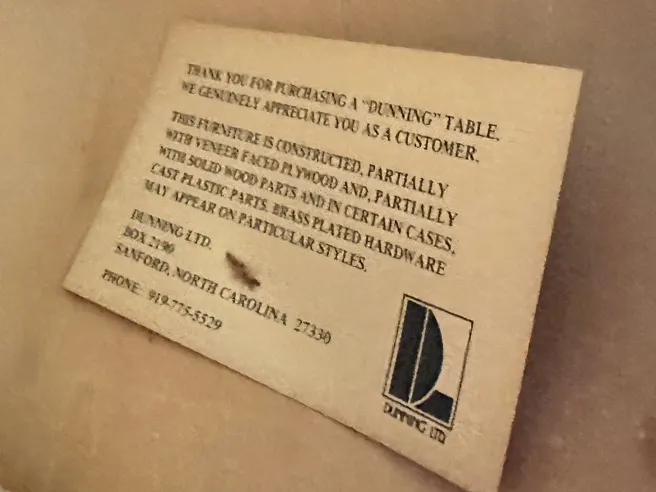 THANK YOU FOR PURCHASING A "DUNNING" TABLE.
WE GENUINELY APPRECIATE YOU AS A CUSTOMER.
THIS FURNITURE IS CONSTRUCTED, PARTIALLY
WITH VENEER FACED PLYWOOD AND, PARTIALLY
WITH SOLID WOOD PARTS AND IN CERTAIN CASES,
CAST PLASTIC PARTS. BRASS PLATED HARDWARE
MAY APPEAR ON PARTICULAR STYLES.
DUNNING LTD.
BOX 2190
SANFORD, NORTH CAROLINA 27330
PHONE: 919-775-5529
DUNNING LTD